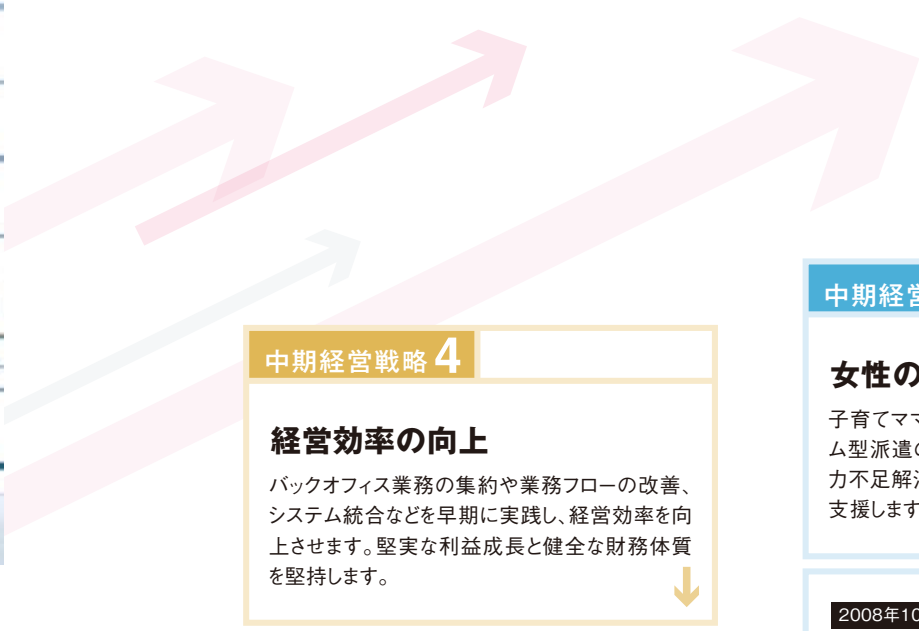 中期経営戦略 4
経営効率の向上
バックオフィス業務の集約や業務フローの改善、
システム統合などを早期に実践し、経営効率を向
上させます。堅実な利益成長と健全な財務体質
を堅持します。
中期経営
女性の
子育てママ
ム型派遣の
力不足解消
支援します
2008年10